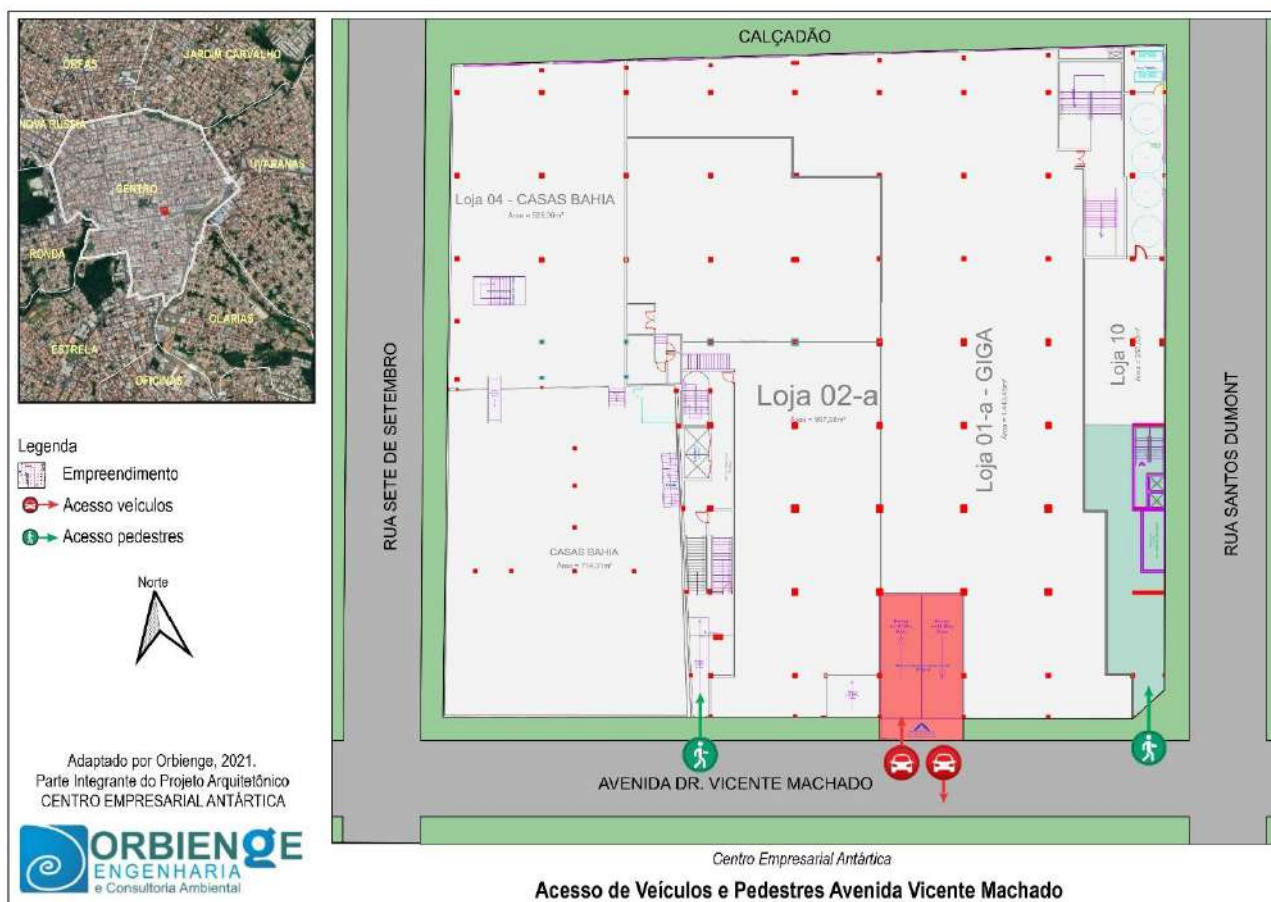 ORFAS
JARDIM CARVALHO
NOVA RUSSIA
UVARANAS
CENTRO
RONDA
OLARIAS
ESTRELA
OFICINAS
Legenda
Empreendimento
Acesso veículos
Acesso pedestres
Norte
Adaptado por Orbienge, 2021.
Parte Integrante do Projeto Arquitetônico
CENTRO EMPRESARIAL ANTÁRTICA
ORBIENGE
ENGENHARIA
e Consultoria Ambiental
CALÇADÃO
RUA SETE DE SETEMBRO
Loja 04 - CASAS BAHIA
Loja 02-a
Loja 01-a - GIGA
Loja 10
CASAS BAHIA
RUA SANTOS DUMONT
AVENIDA DR. VICENTE MACHADO
Centro Empresarial Antártica
Acesso de Veículos e Pedestres Avenida Vicente Machado